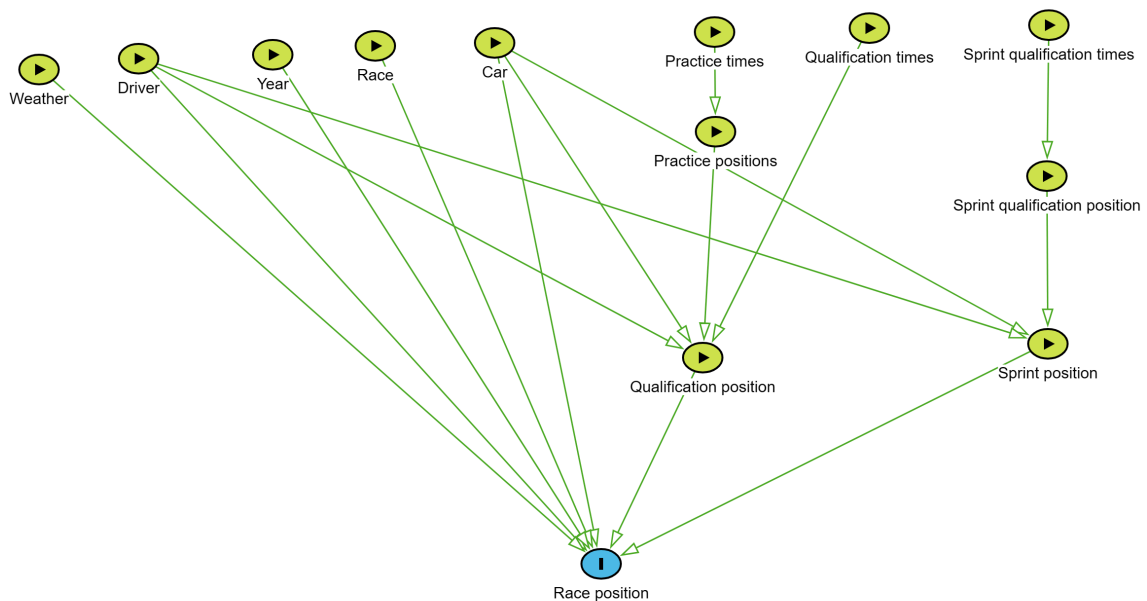 Weather
Driver
Year
Race
Car
Practice times
Qualification times
Sprint qualification times
Practice positions
Sprint qualification position
Qualification position
Sprint position
Race position